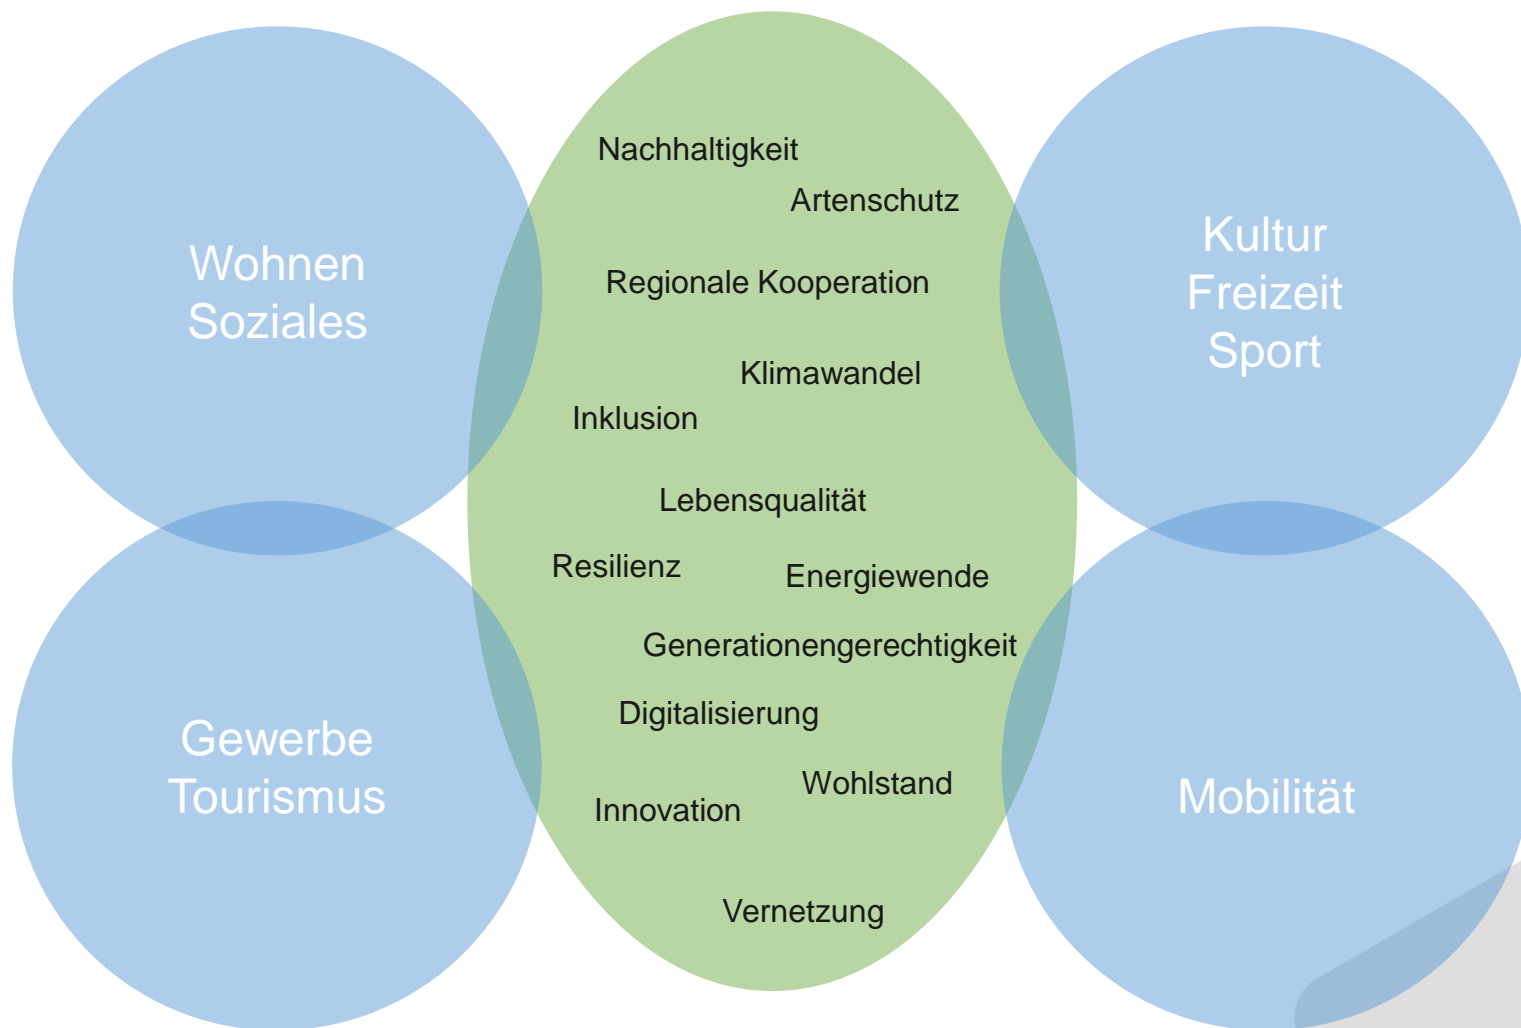 Wohnen
Soziales
Gewerbe
Tourismus
Nachhaltigkeit
Artenschutz
Regionale Kooperation
Klimawandel
Inklusion
Lebensqualität
Resilienz
Energiewende
Generationengerechtigkeit
Digitalisierung
Wohlstand
Innovation
Vernetzung
Kultur
Freizeit
Sport
Mobilität